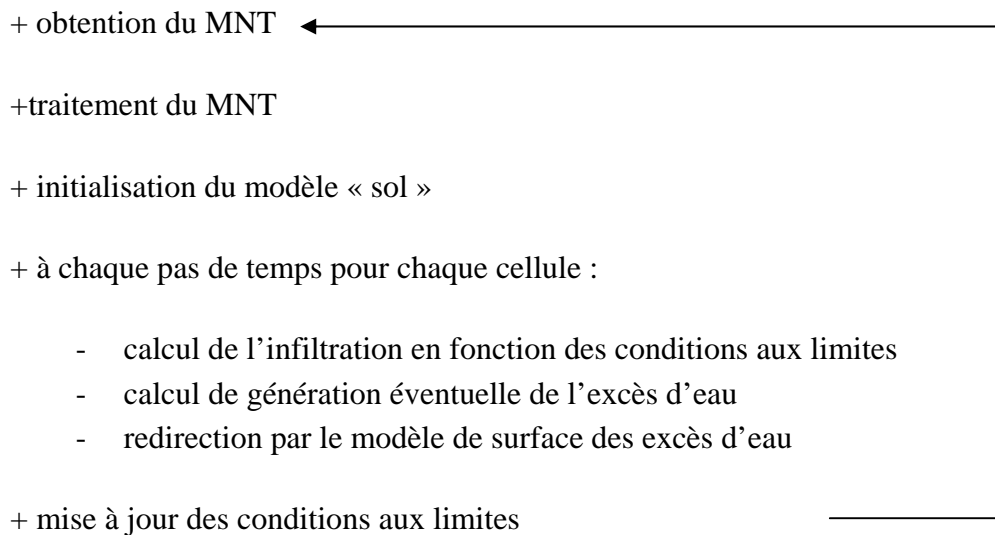 + obtention du MNT
+traitement du MNT
+ initialisation du modèle « sol »
+ à chaque pas de temps pour chaque cellule :
- calcul de l’infiltration en fonction des conditions aux limites
- calcul de génération éventuelle de l’excès d’eau
- redirection par le modèle de surface des excès d’eau
+ mise à jour des conditions aux limites